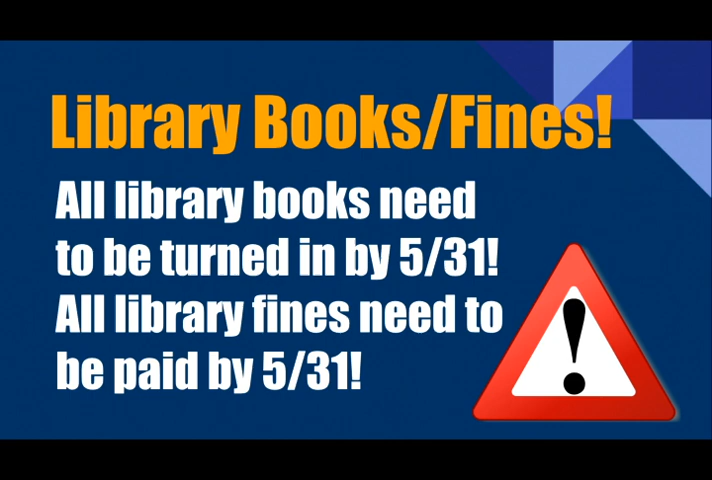 Library Books/Fines!
All library books need
to be turned in by 5/31!
All library fines need to
be paid by 5/31!